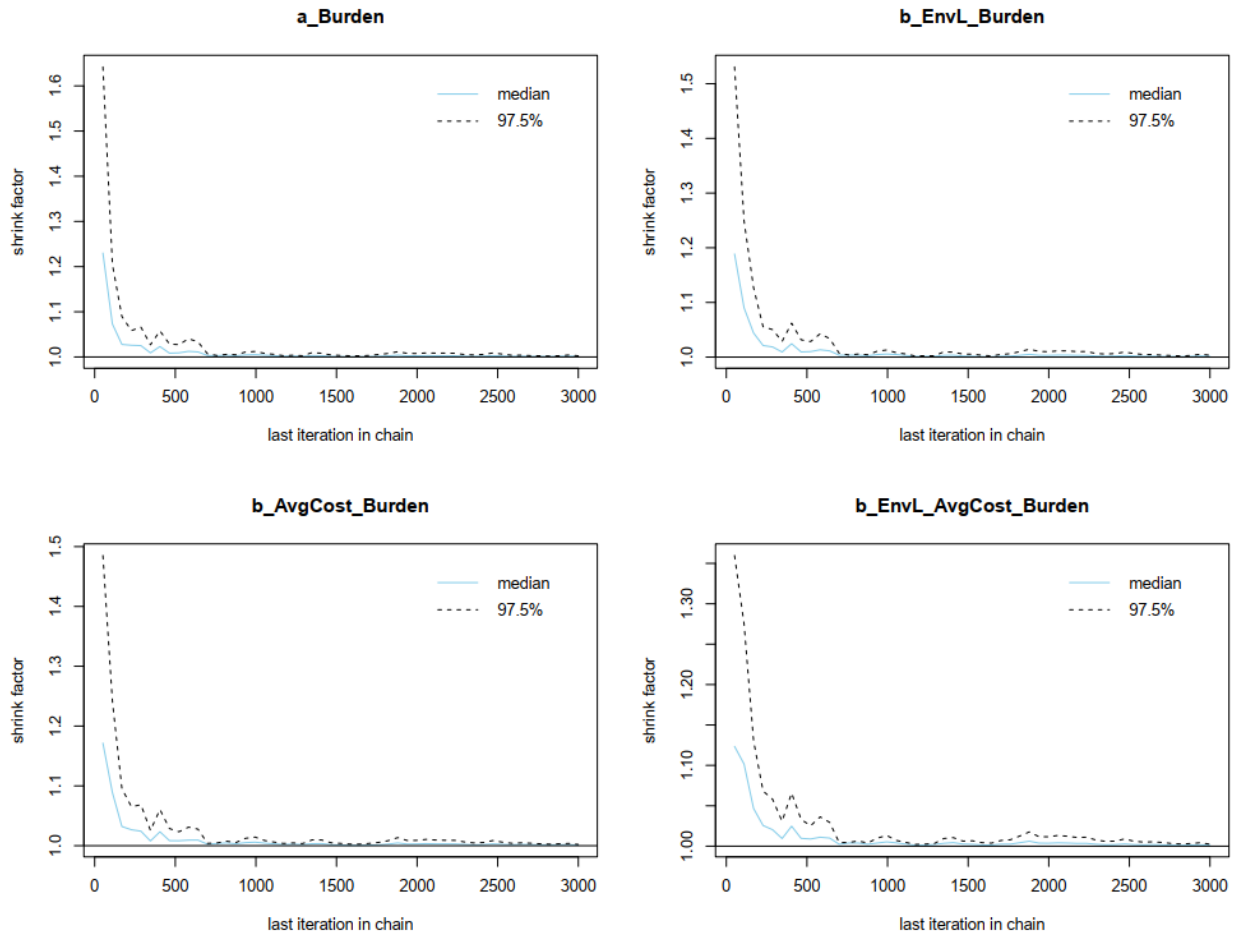 a_Burden
1.6
1.5
1.4
1.3
1.2
1.1
1.0
shrink factor
median
97.5%
0 500 1000 1500 2000 2500 3000
last iteration in chain
b_EnvL_Burden
1.5
1.4
1.3
1.2
1.1
1.0
shrink factor
median
97.5%
0 500 1000 1500 2000 2500 3000
last iteration in chain
b_AvgCost_Burden
1.5
1.4
1.3
1.2
1.1
1.0
shrink factor
median
97.5%
0 500 1000 1500 2000 2500 3000
last iteration in chain
b_EnvL_AvgCost_Burden
1.30
1.20
1.10
1.00
shrink factor
median
97.5%
0 500 1000 1500 2000 2500 3000
last iteration in chain